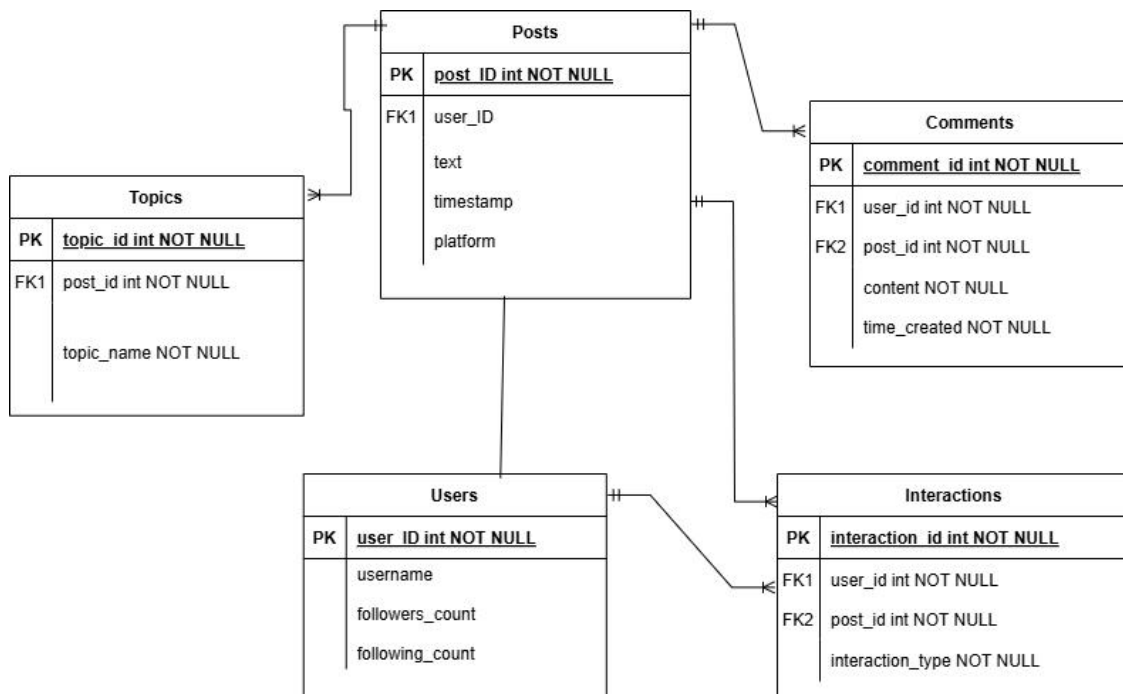 Posts
PK post_ID int NOT NULL
FK1 user_ID
text
timestamp
platform
Comments
PK comment_id int NOT NULL
FK1 user_id int NOT NULL
FK2 post_id int NOT NULL
content NOT NULL
time_created NOT NULL
Topics
PK topic_id int NOT NULL
FK1 post_id int NOT NULL
topic_name NOT NULL
Users
PK user_ID int NOT NULL
username
followers_count
following_count
Interactions
PK interaction_id int NOT NULL
FK1 user_id int NOT NULL
FK2 post_id int NOT NULL
interaction_type NOT NULL